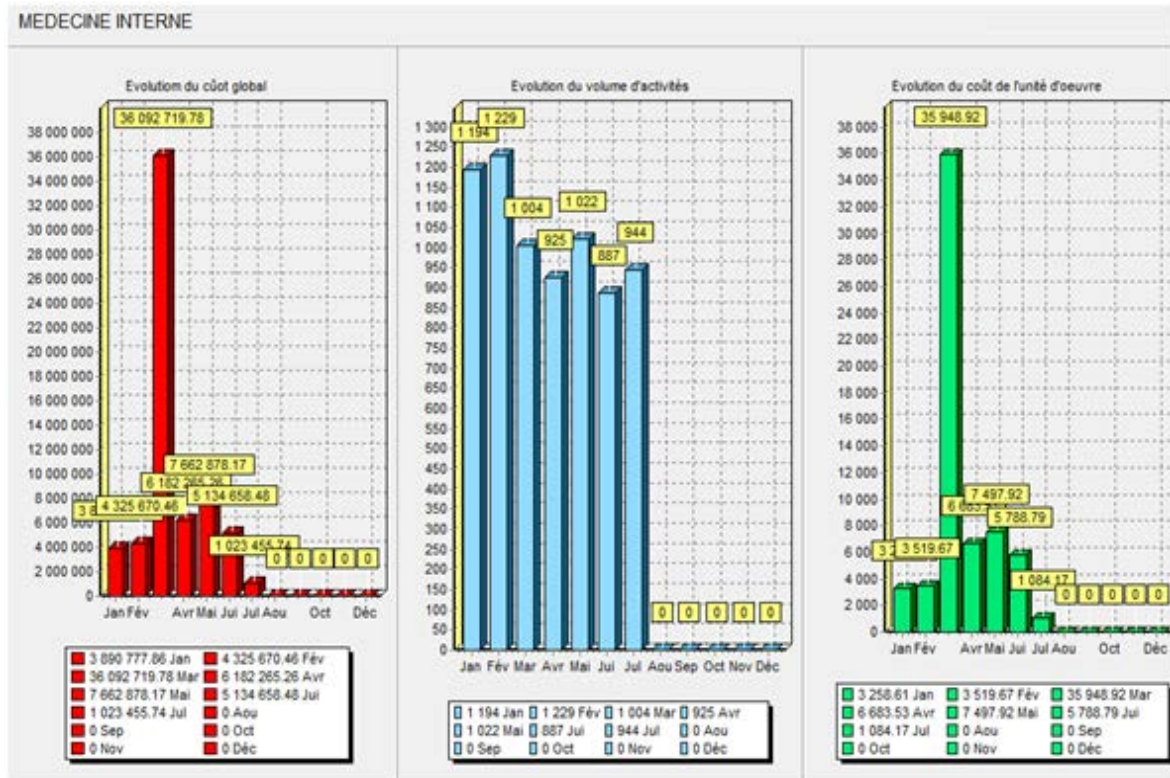 MEDECINE INTERNE
Evolutiom du cûot global
36 092 719.78
38 000 000
36 000 000
34 000 000
32 000 000
30 000 000
28 000 000
26 000 000
24 000 000
22 000 000
20 000 000
18 000 000
16 000 000
14 000 000
12 000 000
10 000 000
8 000 000
6 000 000
4 000 000
2 000 000
0
7 662 878.17
6 182 265.26
5 134 658.48
4 325 670.46
1 023 455.74
0 0 0 0 0
Jan Fév Avr Mai Jui Jul Aou Oct Déc
3 890 777.86 Jan 4 325 670.46 Fév
36 092 719.78 Mar 6 182 265.26 Avr
7 662 878.17 Mai 5 134 658.48 Jui
1 023 455.74 Jul 0 Aou
0 Sep 0 Oct
0 Nov 0 Déc
Evolution du volume d'activités
1 229
1 194
1 004
925
1 022
887
944
1 300
1 250
1 200
1 150
1 100
1 050
1 000
950
900
850
800
750
700
650
600
550
500
450
400
350
300
250
200
150
100
50
0
0 0 0 0 0
Jan Fév Mar Avr Mai Jui Jul Aou Sep Oct Nov Déc
1 194 Jan 1 229 Fév 1 004 Mar 925 Avr
1 022 Mai 887 Jui 944 Jul 0 Aou
0 Sep 0 Oct 0 Nov 0 Déc
Evolution du coût de l'unité d'oeuvre
35 948.92
38 000
36 000
34 000
32 000
30 000
28 000
26 000
24 000
22 000
20 000
18 000
16 000
14 000
12 000
10 000
8 000
6 000
4 000
2 000
0
7 497.92
5 788.79
3 519.67
1 084.17
0 0 0 0 0
Jan Fév Avr Mai Jui Jul Aou Oct Déc
3 258.61 Jan 3 519.67 Fév 35 948.92 Mar
6 683.53 Avr 7 497.92 Mai 5 788.79 Jui
1 084.17 Jul 0 Aou 0 Sep
0 Oct 0 Nov 0 Déc